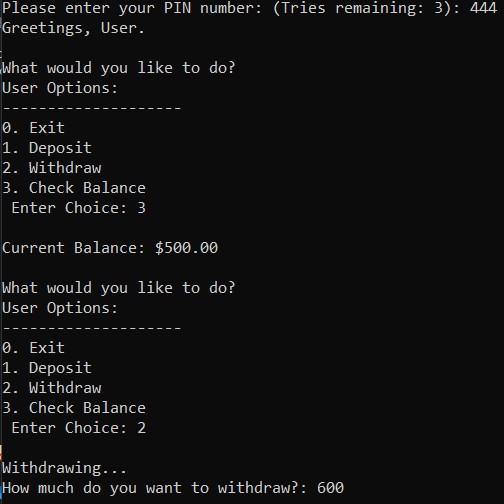 Please enter your PIN number: (Tries remaining: 3): 444
Greetings, User.
What would you like to do?
User Options:
--------------------
0. Exit
1. Deposit
2. Withdraw
3. Check Balance
Enter Choice: 3
Current Balance: $500.00
What would you like to do?
User Options:
--------------------
0. Exit
1. Deposit
2. Withdraw
3. Check Balance
Enter Choice: 2
Withdrawing...
How much do you want to withdraw?: 600